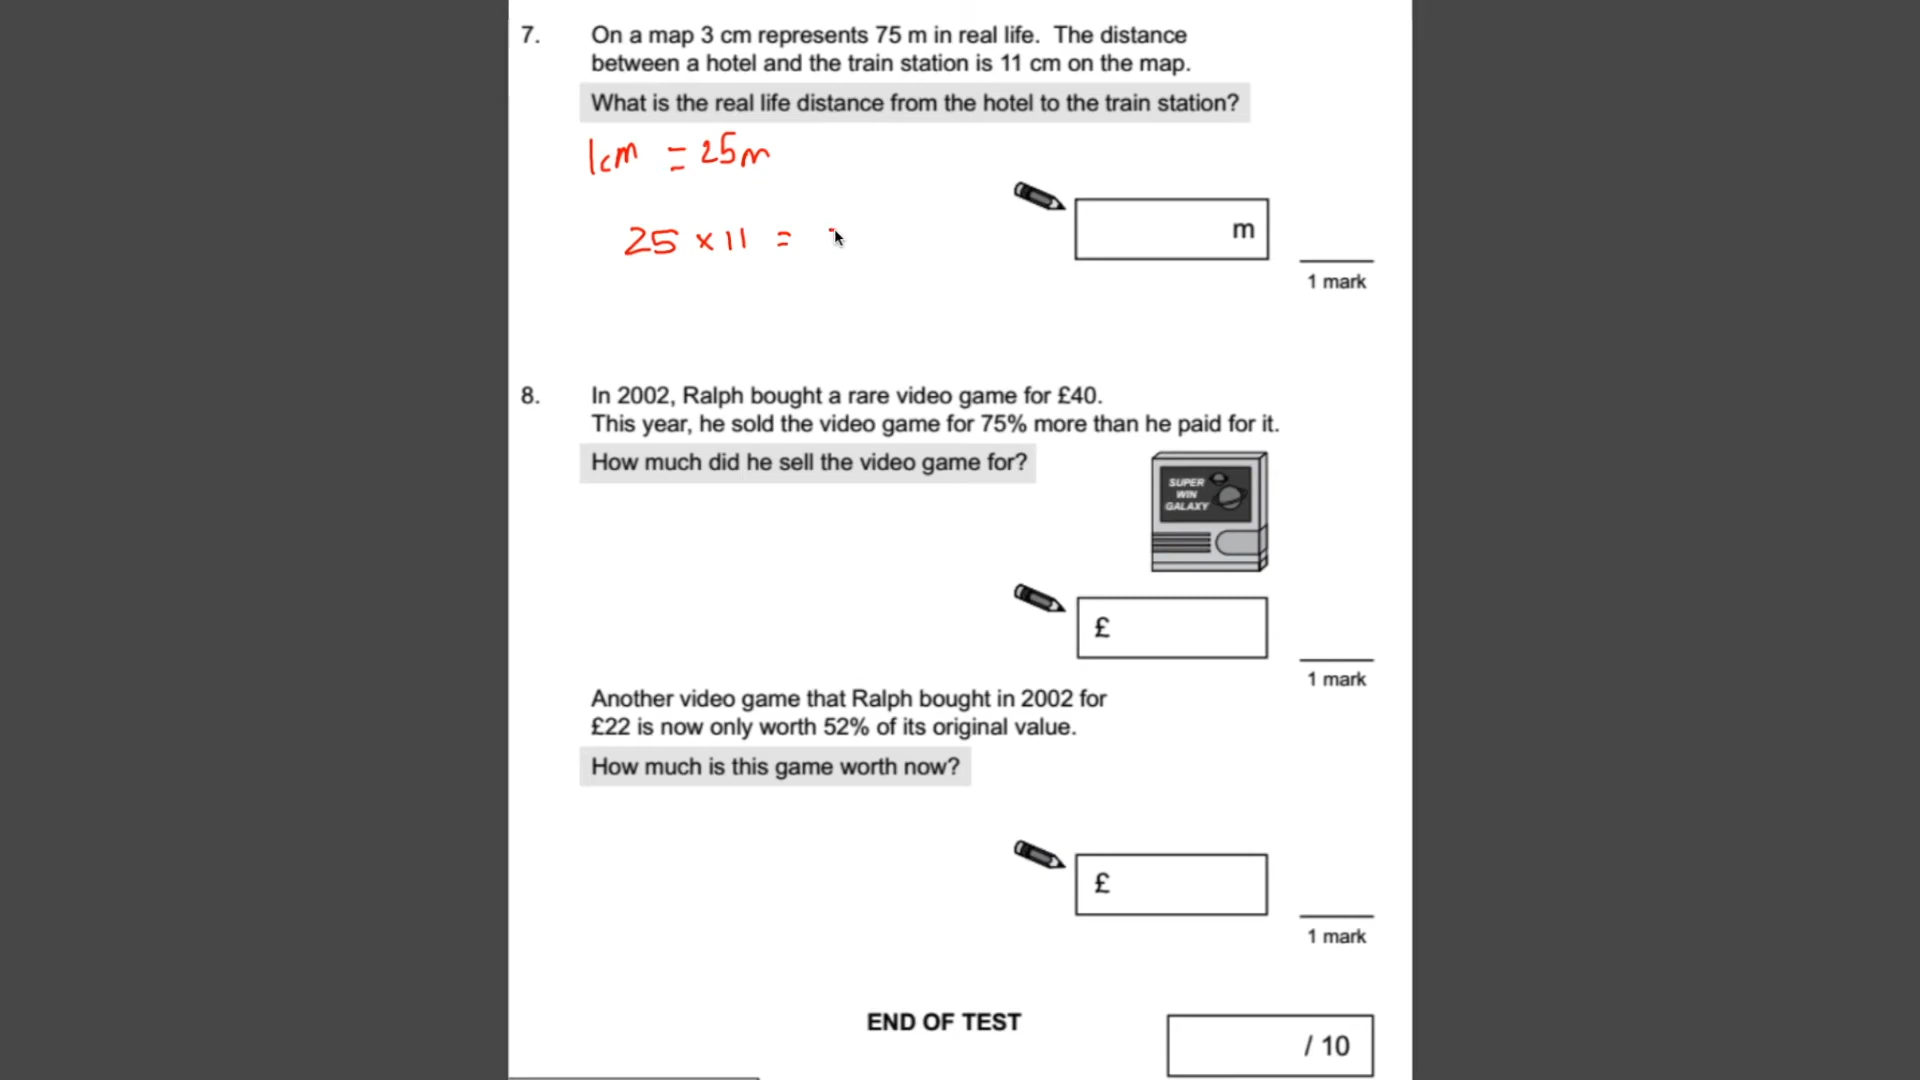 7. On a map 3 cm represents 75 m in real life. The distance
between a hotel and the train station is 11 cm on the map.
What is the real life distance from the hotel to the train station?
1cm = 25m
25 × 11 =
m
1 mark
8. In 2002, Ralph bought a rare video game for £40.
This year, he sold the video game for 75% more than he paid for it.
How much did he sell the video game for?
SUPER
WIN
GALAXY
£
1 mark
Another video game that Ralph bought in 2002 for
£22 is now only worth 52% of its original value.
How much is this game worth now?
£
1 mark
END OF TEST
/ 10